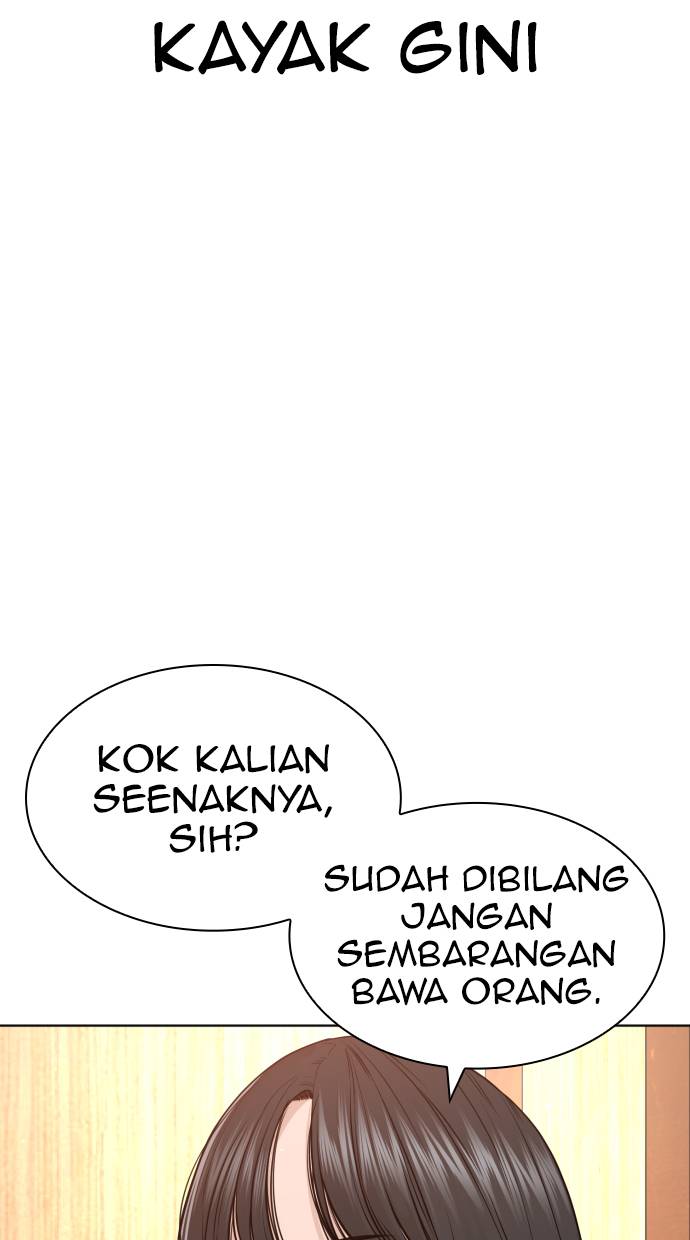 KAYAK GINI
KOK KALIAN
SEENAKNYA,
SIH?
SUDAH DIBILANG
JANGAN
SEMBARANGAN
BAWA ORANG.